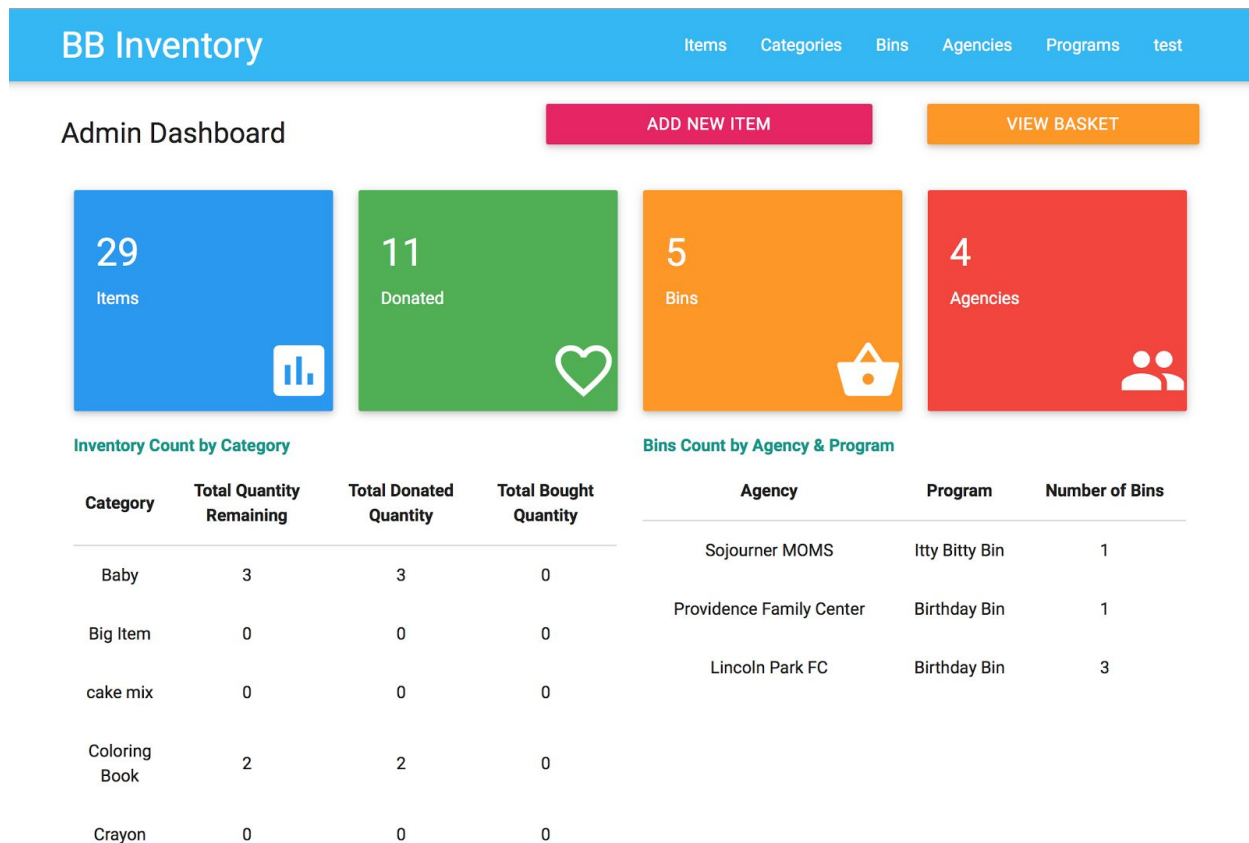 BB Inventory
Items Categories Bins Agencies Programs test
Admin Dashboard
ADD NEW ITEM
VIEW BASKET
29
Items
11
Donated
5
Bins
4
Agencies
Inventory Count by Category
Category Total Quantity Remaining Total Donated Quantity Total Bought Quantity
Baby 3 3 0
Big Item 0 0 0
cake mix 0 0 0
Coloring Book 2 2 0
Crayon 0 0 0
Bins Count by Agency & Program
Agency Program Number of Bins
Sojourner MOMS Itty Bitty Bin 1
Providence Family Center Birthday Bin 1
Lincoln Park FC Birthday Bin 3